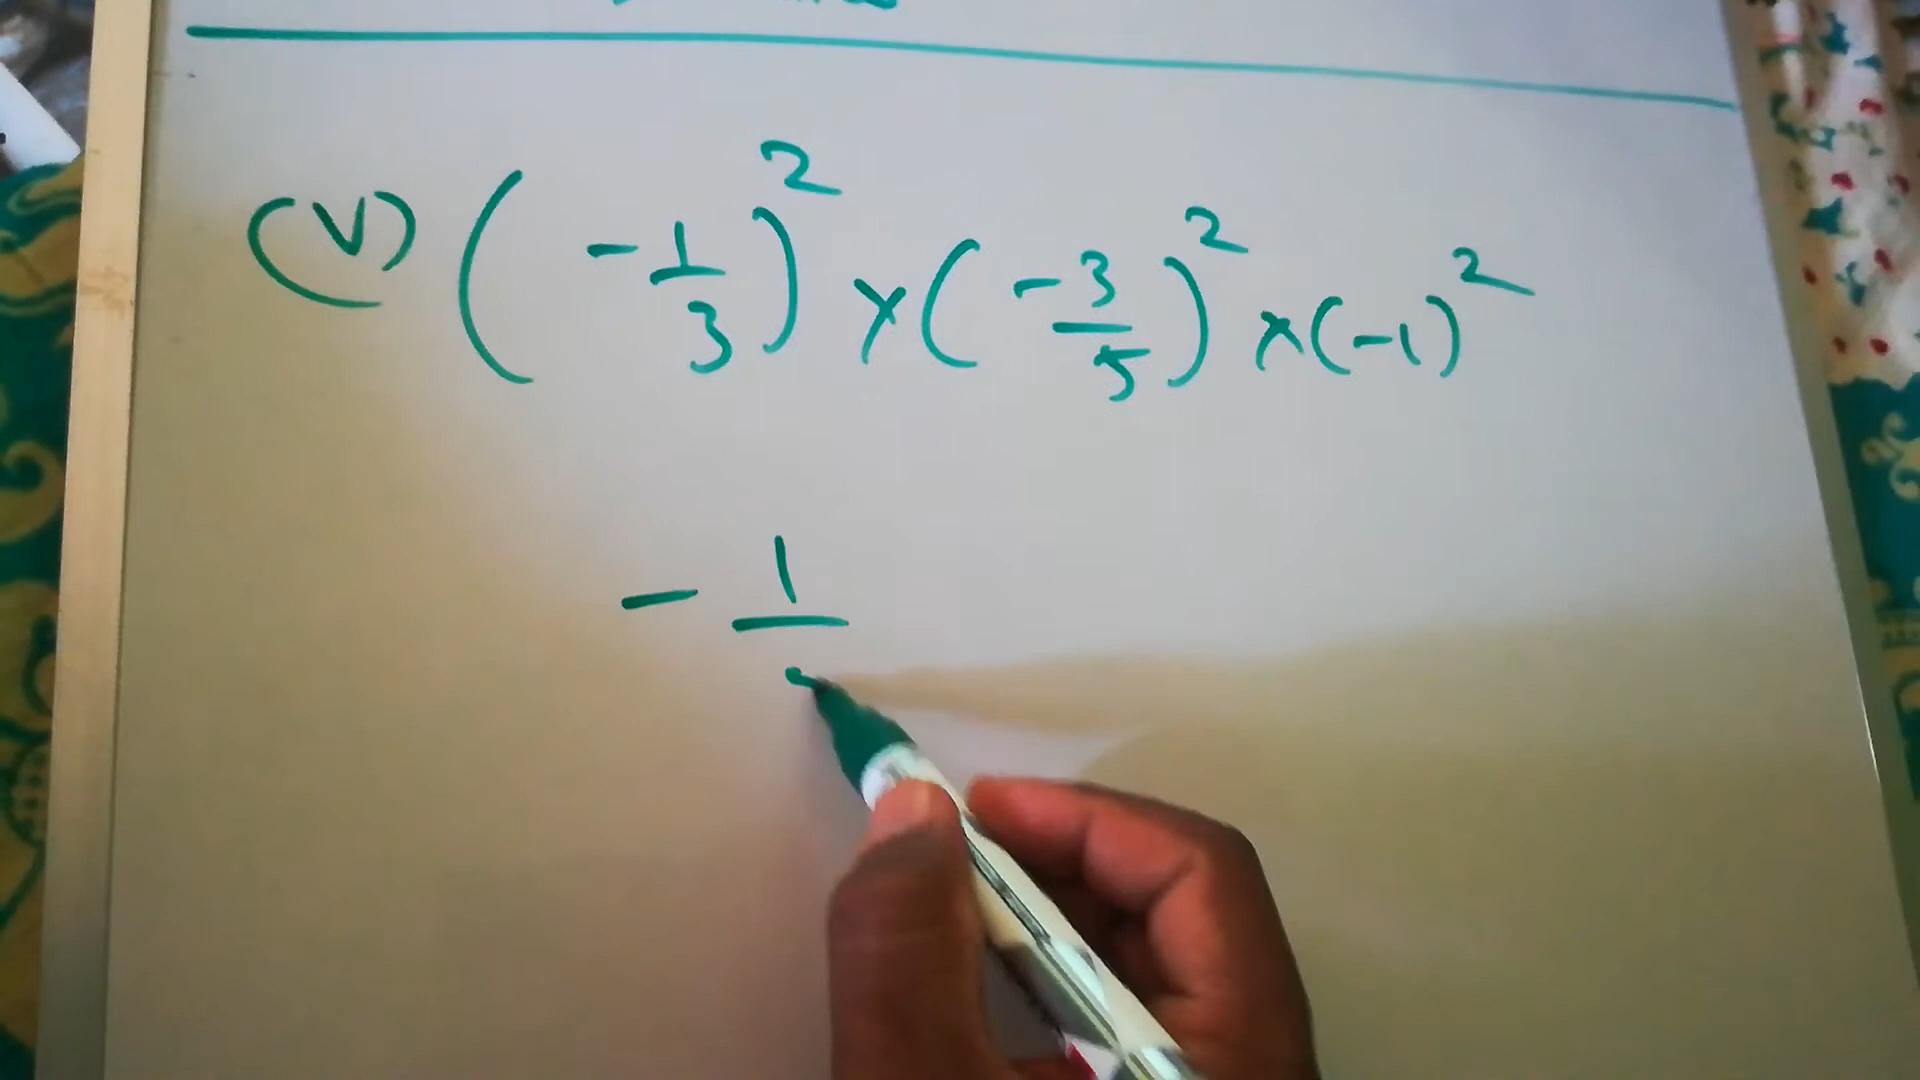 (V) (-1/3)² × (-3/5)² × (-1)²
- 1/